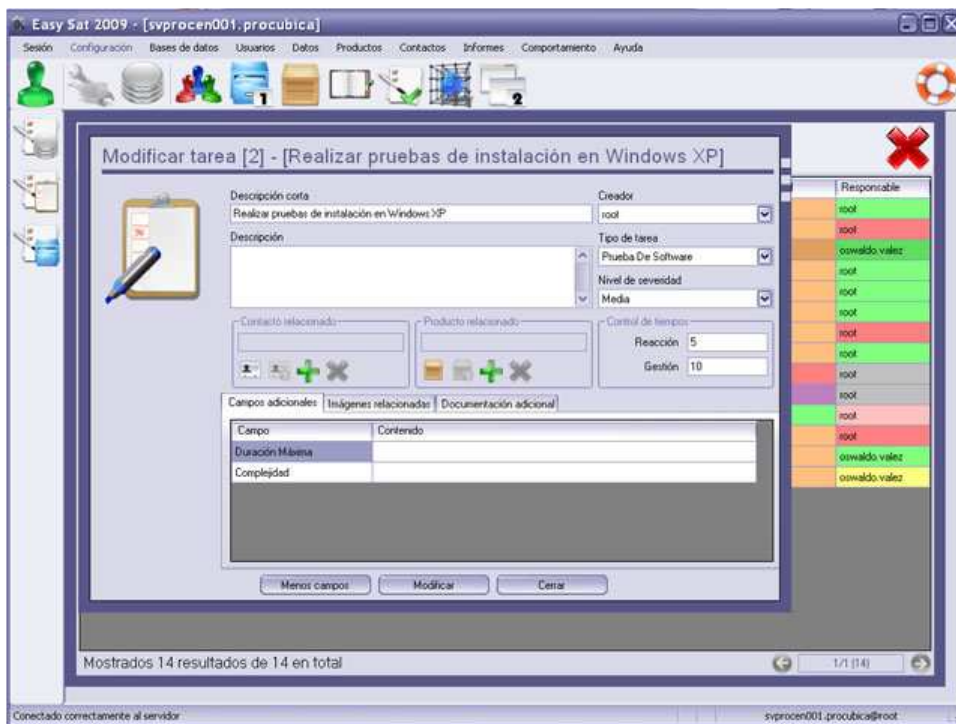 Easy Sat 2009 - [svprocen001.procubica]
Sesión Configuración Bases de datos Usuarios Datos Productos Contactos Informes Comportamiento Ayuda
1
2
Modificar tarea [2] - [Realizar pruebas de instalación en Windows XP]
Descripción corta
Realizar pruebas de instalación en Windows XP
Creador
root
Descripción
Tipo de tarea
Prueba De Software
Nivel de severidad
Media
Contacto relacionado
Producto relacionado
Control de tiempos
Reacción 5
Gestión 10
Campos adicionales Imágenes relacionadas Documentación adicional
Campo Contenido
Duración Máxima
Complejidad
Menos campos Modificar Cerrar
Responsable
root
root
oswaldo.valez
root
root
root
root
root
root
root
root
root
oswaldo.valez
oswaldo.valez
Mostrados 14 resultados de 14 en total
1/1 (14)
Conectado correctamente al servidor
svprocen001.procubica@root